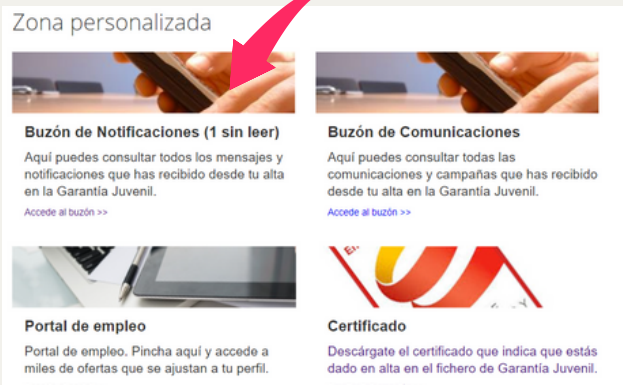 Zona personalizada
Buzón de Notificaciones (1 sin leer)
Aquí puedes consultar todos los mensajes y
notificaciones que has recibido desde tu alta
en la Garantía Juvenil.
Accede al buzón >>
Buzón de Comunicaciones
Aquí puedes consultar todas las
comunicaciones y campañas que has recibido
desde tu alta en la Garantía Juvenil.
Accede al buzón >>
Portal de empleo
Portal de empleo. Pincha aquí y accede a
miles de ofertas que se ajustan a tu perfil.
Certificado
Descárgate el certificado que indica que estás
dado en alta en el fichero de Garantía Juvenil.